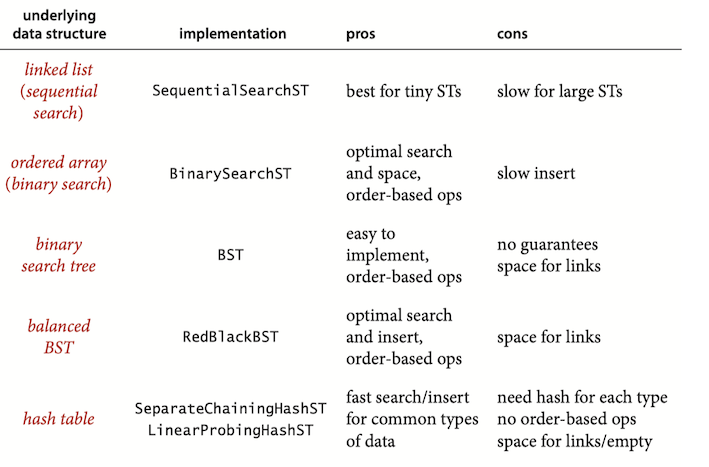 underlying
data structure implementation pros cons
linked list
(sequential
search)
SequentialSearchST
best for tiny STs
slow for large STs
ordered array
(binary search)
BinarySearchST
optimal search
and space,
order-based ops
slow insert
binary
search tree
BST
easy to
implement,
order-based ops
no guarantees
space for links
balanced
BST
RedBlackBST
optimal search
and insert,
order-based ops
space for links
hash table
SeparateChainingHashST
LinearProbingHashST
fast search/insert
for common types
of data
need hash for each type
no order-based ops
space for links/empty